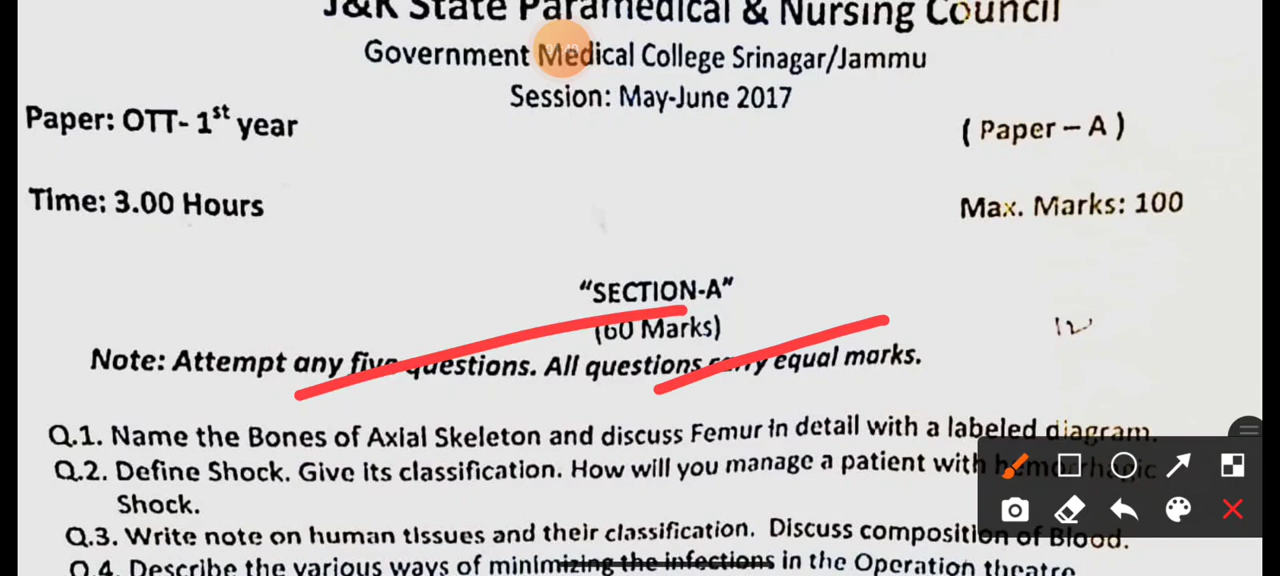 J&K State Paramedical & Nursing Council
Government Medical College Srinagar/Jammu
Session: May-June 2017
Paper: OTT- 1st year
( Paper – A )
Time: 3.00 Hours
Max. Marks: 100
"SECTION-A"
(60 Marks)
12
Note: Attempt any five questions. All questions carry equal marks.
Q.1. Name the Bones of Axial Skeleton and discuss Femur in detail with a labeled diagram.
Q.2. Define Shock. Give its classification. How will you manage a patient with hemorrhagic
Shock.
Q.3. Write note on human tissues and their classification. Discuss composition of Blood.
Q.4. Describe the various ways of minimizing the infections in the Operation theatre